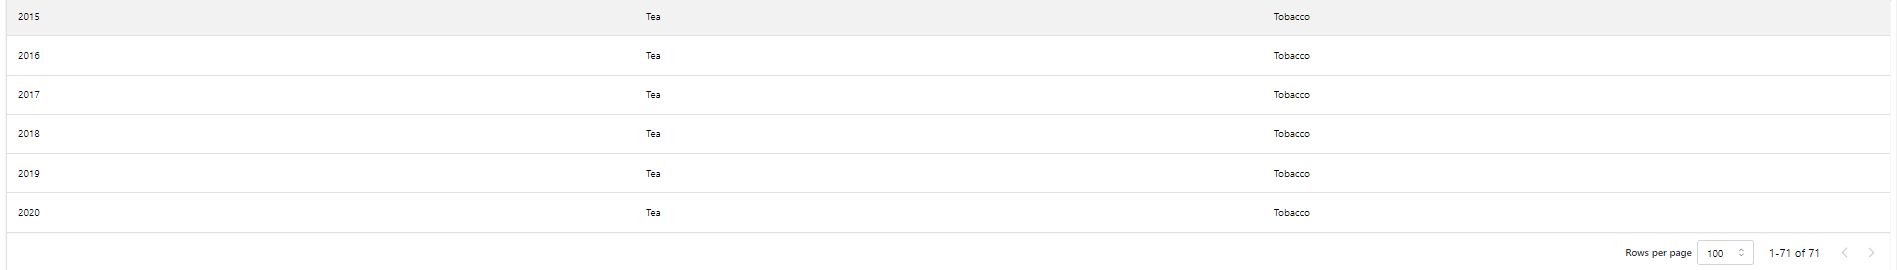 2015 Tea Tobacco
2016 Tea Tobacco
2017 Tea Tobacco
2018 Tea Tobacco
2019 Tea Tobacco
2020 Tea Tobacco
Rows per page 100 1-71 of 71